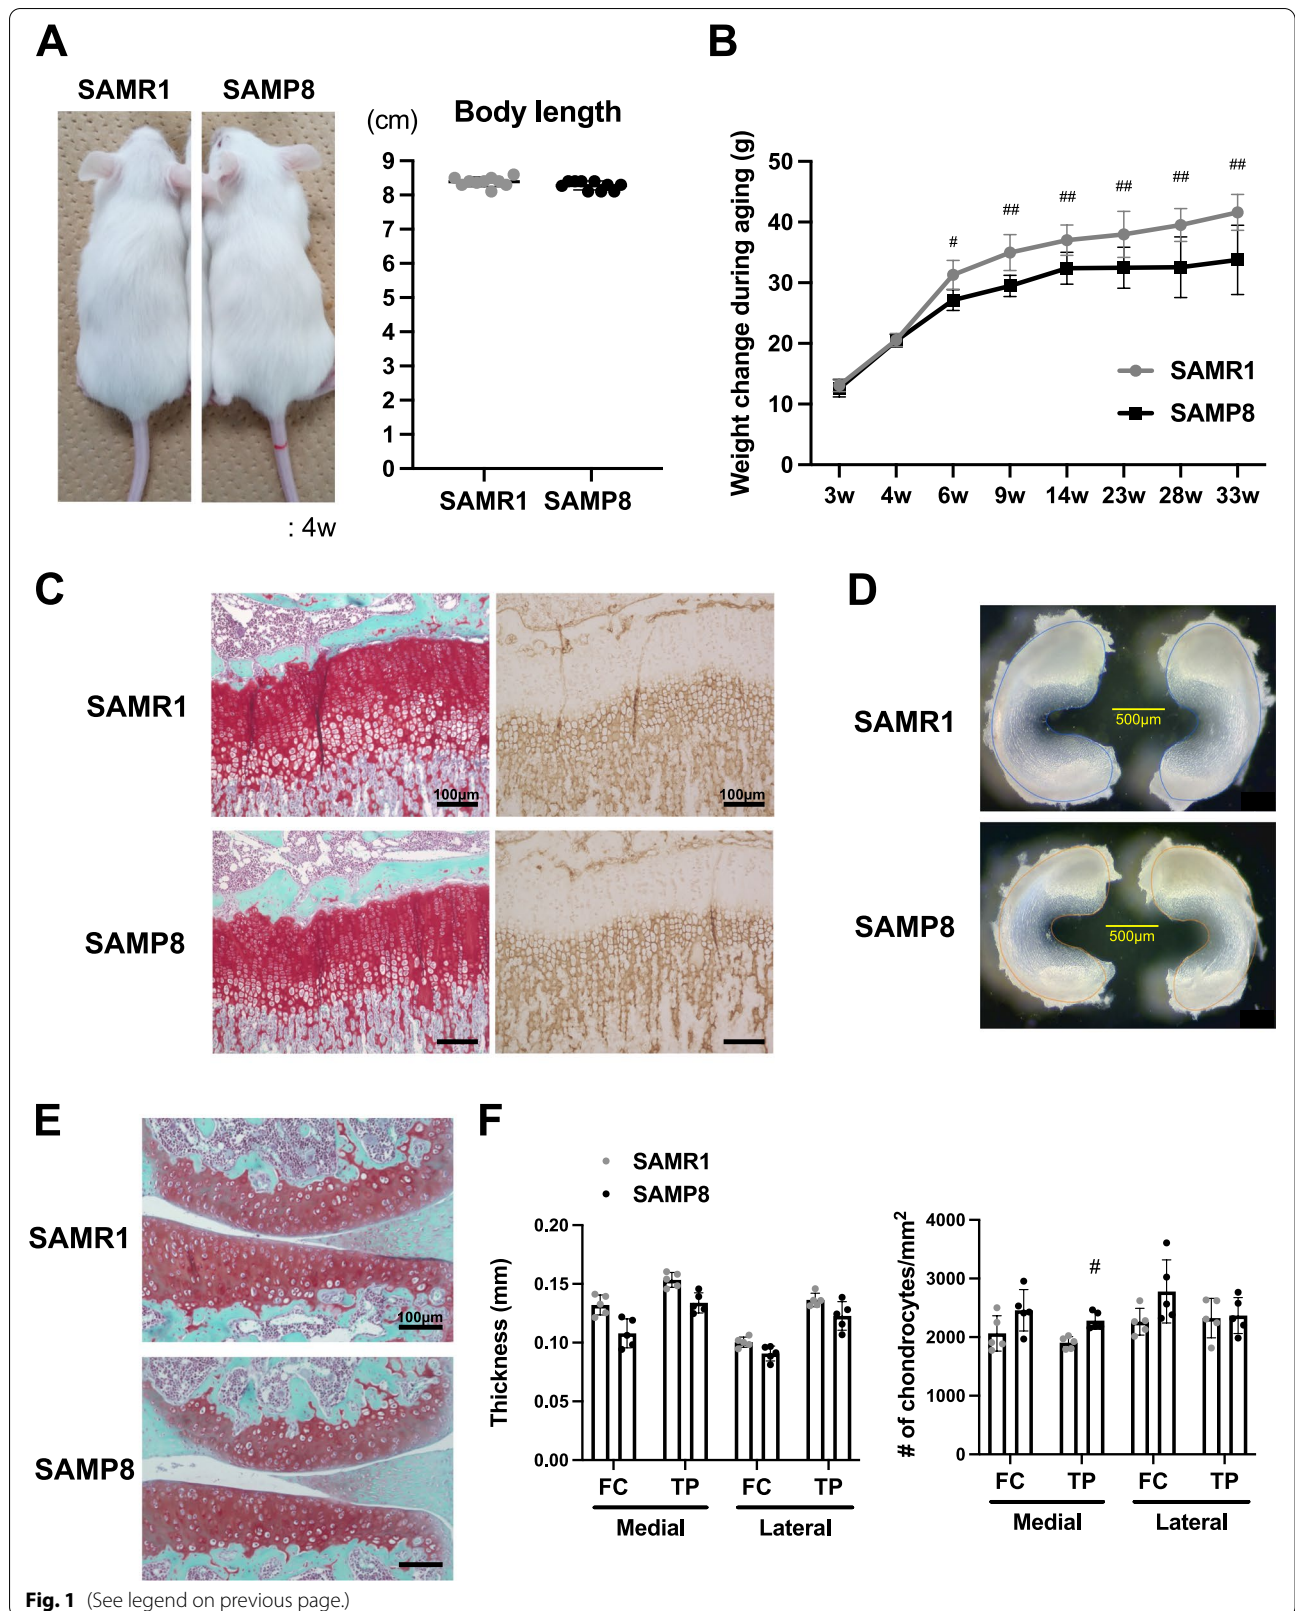 A
SAMR1
SAMP8
: 4w
(cm)
Body length
9
8
7
6
5
4
3
2
1
0
SAMR1
SAMP8
B
Weight change during aging (g)
50
40
30
20
10
0
#
##
##
##
##
##
SAMR1
SAMP8
3w
4w
6w
9w
14w
23w
28w
33w
C
SAMR1
100µm
100µm
SAMP8
D
SAMR1
500µm
SAMP8
500µm
E
SAMR1
100µm
SAMP8
F
SAMR1
SAMP8
Thickness (mm)
0.20
0.15
0.10
0.05
0.00
FC
TP
FC
TP
Medial
Lateral
# of chondrocytes/mm²
4000
3000
2000
1000
0
#
FC
TP
FC
TP
Medial
Lateral
Fig. 1 (See legend on previous page.)